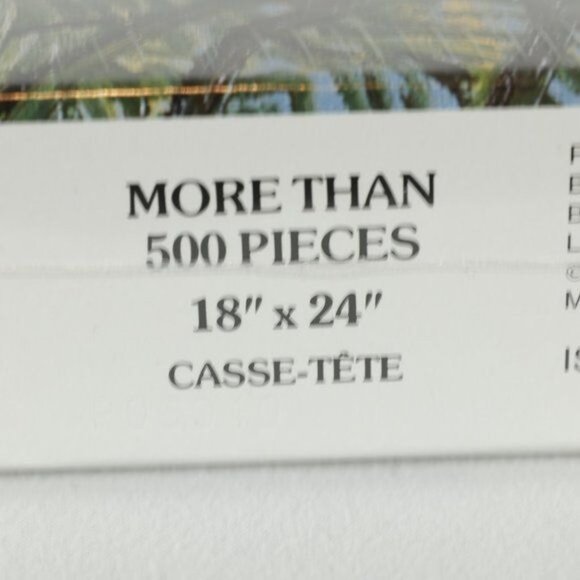 MORE THAN
500 PIECES
18" x 24"
CASSE-TÊTE